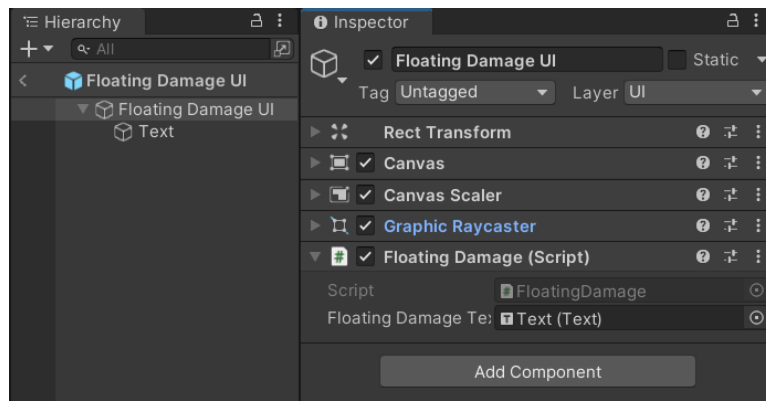 Hierarchy
All
Floating Damage UI
Floating Damage UI
Text
Inspector
Floating Damage UI Static
Tag Untagged Layer UI
Rect Transform
Canvas
Canvas Scaler
Graphic Raycaster
# Floating Damage (Script)
Script FloatingDamage
Floating Damage Te Text (Text)
Add Component